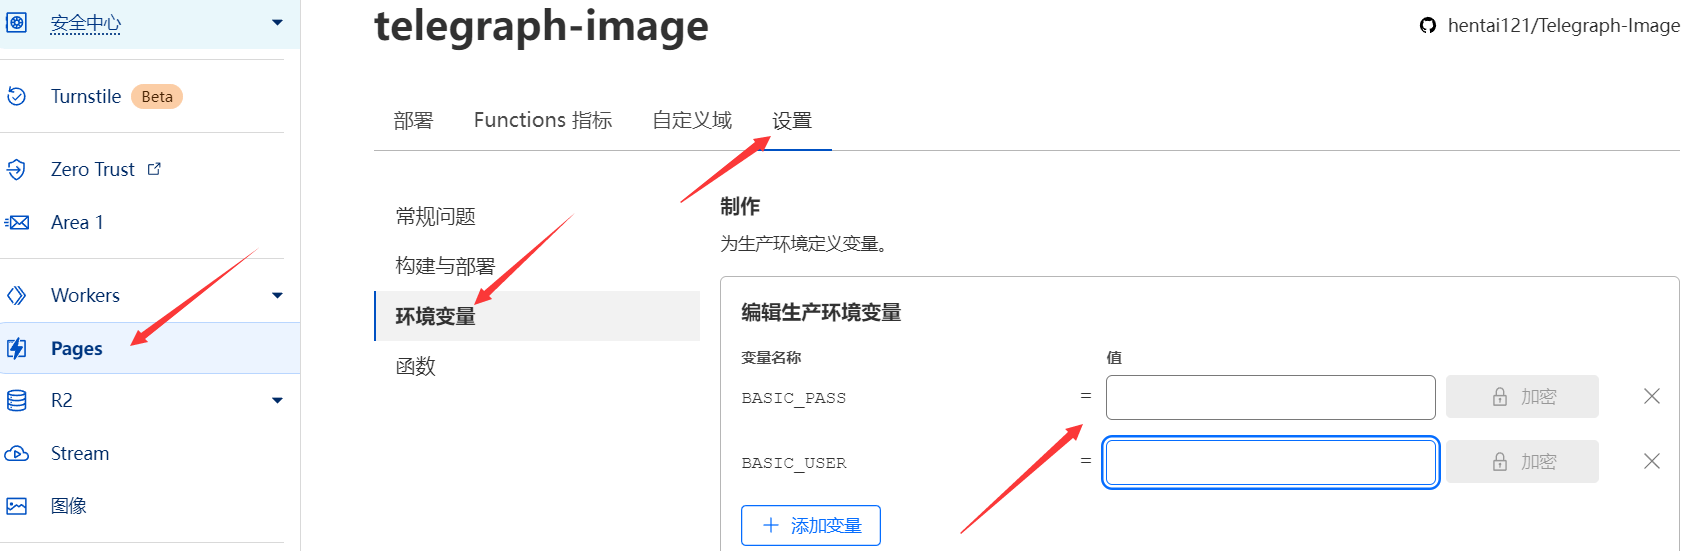 安全中心
Turnstile Beta
Zero Trust
Area 1
Workers
Pages
R2
Stream
图像
telegraph-image
hentai121/Telegraph-Image
部署 Functions 指标 自定义域 设置
常规问题
构建与部署
环境变量
函数
制作
为生产环境定义变量。
编辑生产环境变量
变量名称 值
BASIC_PASS = 加密
BASIC_USER = 加密
+ 添加变量